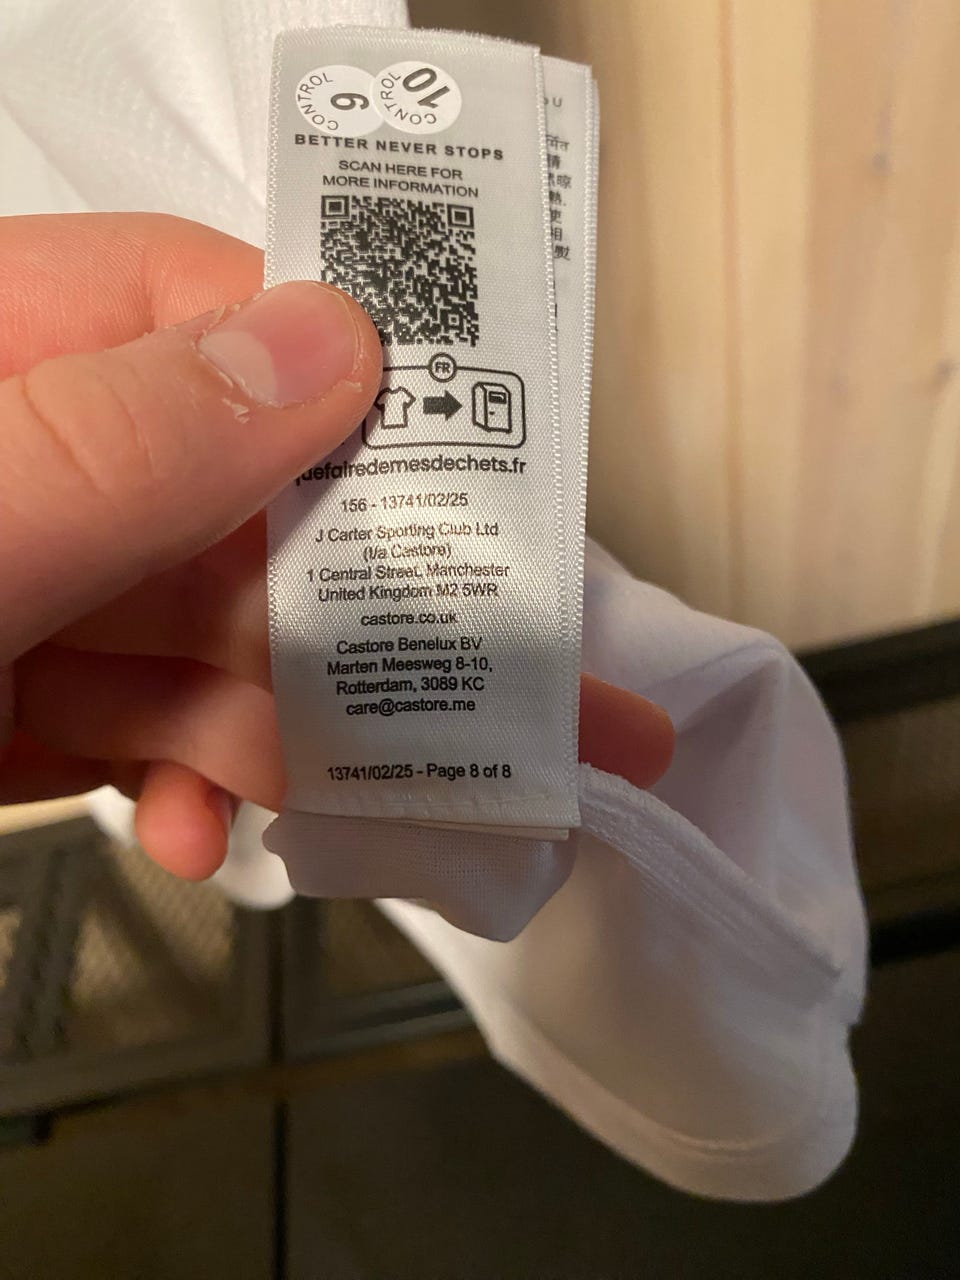 CONTROL 6
CONTROL 10
BETTER NEVER STOPS
SCAN HERE FOR
MORE INFORMATION
FR
quefairedemesdechets.fr
156 - 13741/02/25
J Carter Sporting Club Ltd
(t/a Castore)
1 Central Street, Manchester
United Kingdom M2 5WR
castore.co.uk
Castore Benelux BV
Marten Meesweg 8-10,
Rotterdam, 3089 KC
care@castore.me
13741/02/25 - Page 8 of 8